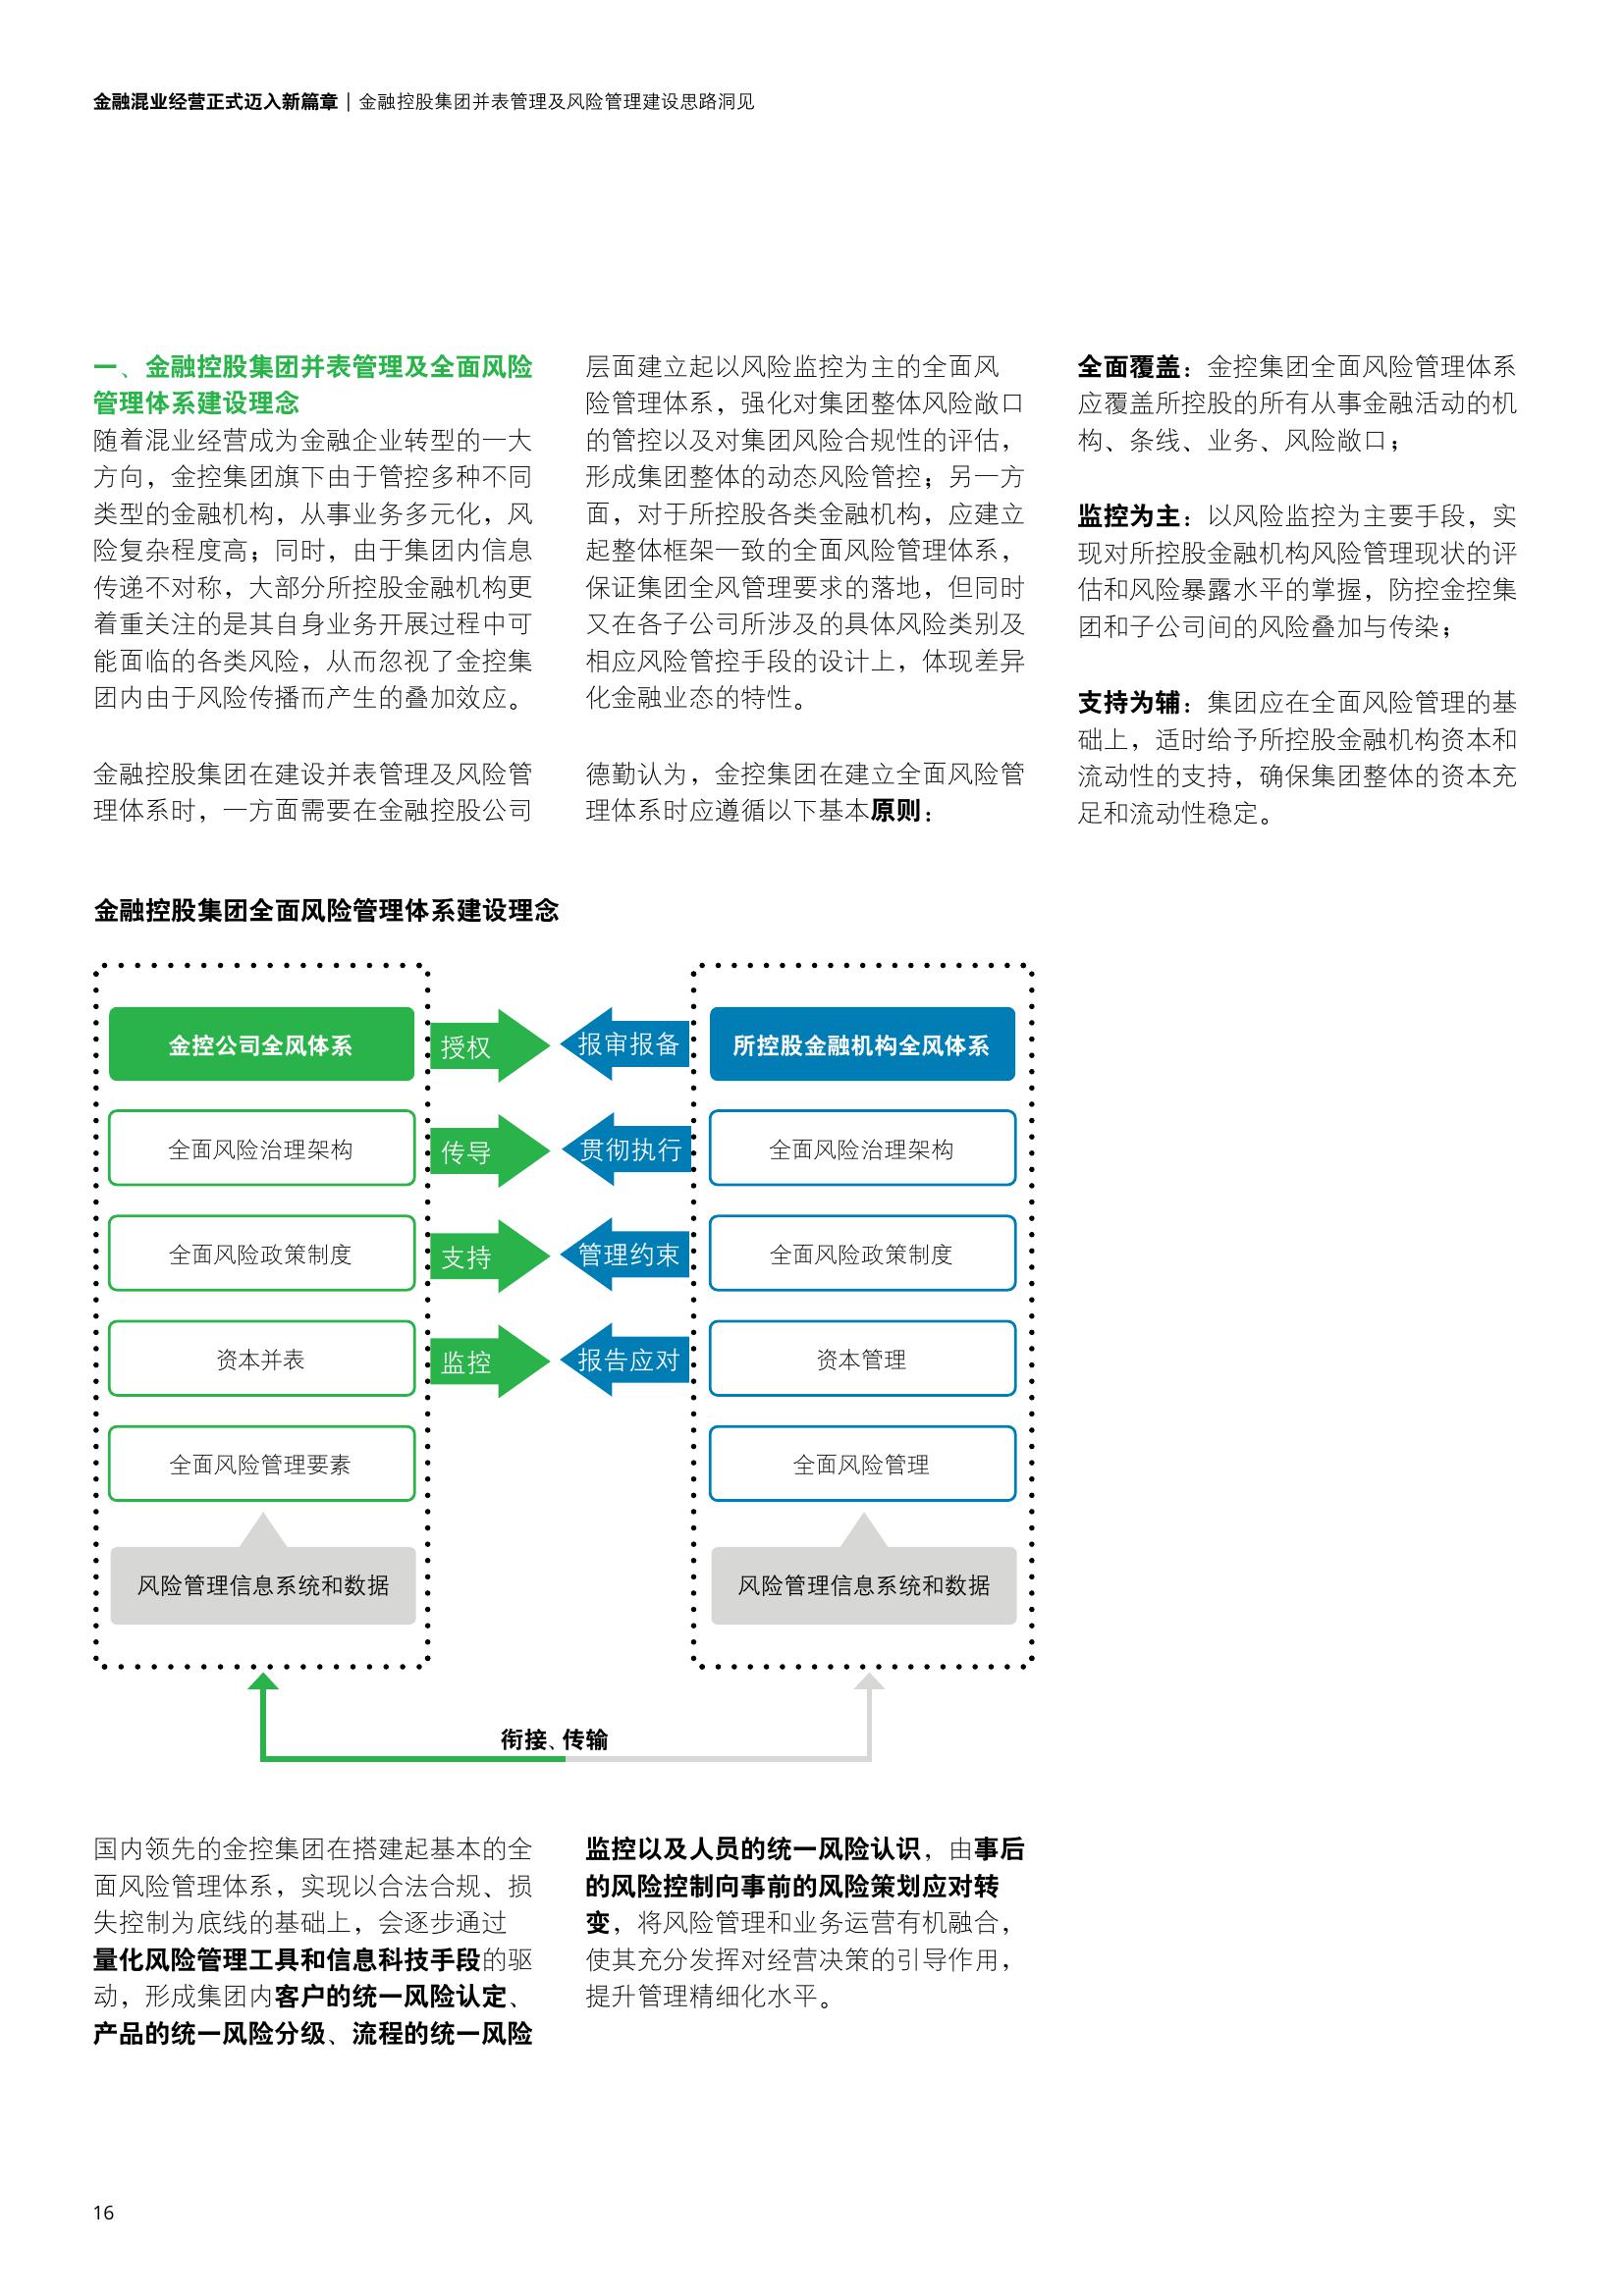 金融混业经营正式迈入新篇章 | 金融控股集团并表管理及风险管理建设思路洞见
一、金融控股集团并表管理及全面风险
管理体系建设理念
随着混业经营成为金融企业转型的一大
方向，金控集团旗下由于管控多种不同
类型的金融机构，从事业务多元化，风
险复杂程度高；同时，由于集团内信息
传递不对称，大部分所控股金融机构更
着重关注的是其自身业务开展过程中可
能面临的各类风险，从而忽视了金控集
团内由于风险传播而产生的叠加效应。
金融控股集团在建设并表管理及风险管
理体系时，一方面需要在金融控股公司
层面建立起以风险监控为主的全面风
险管理体系，强化对集团整体风险敞口
的管控以及对集团风险合规性的评估，
形成集团整体的动态风险管控；另一方
面，对于所控股各类金融机构，应建立
起整体框架一致的全面风险管理体系，
保证集团全风管理要求的落地，但同时
又在各子公司所涉及的具体风险类别及
相应风险管控手段的设计上，体现差异
化金融业态的特性。
德勤认为，金控集团在建立全面风险管
理体系时应遵循以下基本原则：
全面覆盖：金控集团全面风险管理体系
应覆盖所控股的所有从事金融活动的机
构、条线、业务、风险敞口；
监控为主：以风险监控为主要手段，实
现对所控股金融机构风险管理现状的评
估和风险暴露水平的掌握，防控金控集
团和子公司间的风险叠加与传染；
支持为辅：集团应在全面风险管理的基
础上，适时给予所控股金融机构资本和
流动性的支持，确保集团整体的资本充
足和流动性稳定。
金融控股集团全面风险管理体系建设理念
金控公司全风体系 授权 报审报备 所控股金融机构全风体系
全面风险治理架构 传导 贯彻执行 全面风险治理架构
全面风险政策制度 支持 管理约束 全面风险政策制度
资本并表 监控 报告应对 资本管理
全面风险管理要素 全面风险管理
风险管理信息系统和数据 风险管理信息系统和数据
衔接、传输
国内领先的金控集团在搭建起基本的全
面风险管理体系，实现以合法合规、损
失控制为底线的基础上，会逐步通过
量化风险管理工具和信息科技手段的驱
动，形成集团内客户的统一风险认定、
产品的统一风险分级、流程的统一风险
监控以及人员的统一风险认识，由事后
的风险控制向事前的风险策划应对转
变，将风险管理和业务运营有机融合，
使其充分发挥对经营决策的引导作用，
提升管理精细化水平。
16